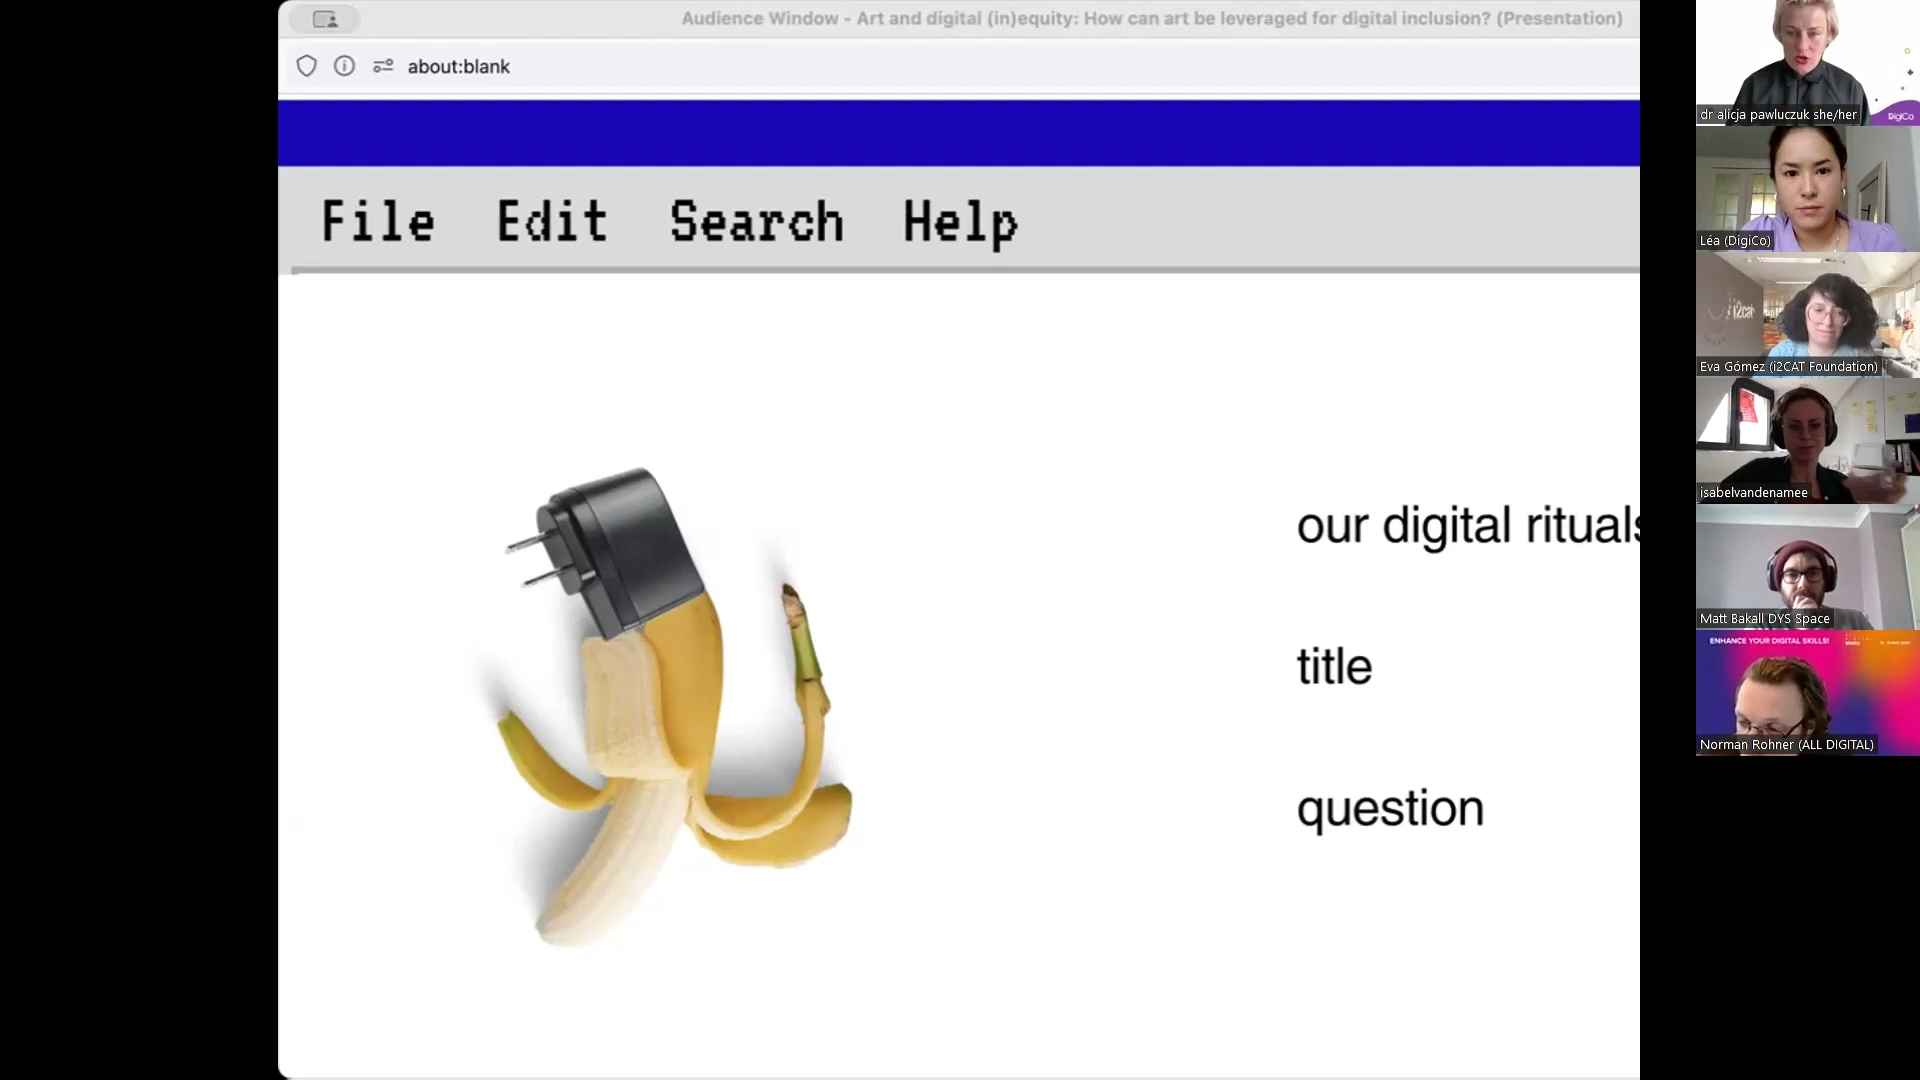 Audience Window - Art and digital (in)equity: How can art be leveraged for digital inclusion? (Presentation)
about:blank
File Edit Search Help
our digital rituals
title
question
dr alicja pawluczuk she/her
DigiCo
Léa (DigiCo)
i2cat
Eva Gómez (i2CAT Foundation)
isabelvandenamee
Matt Bakall DYS Space
ENHANCE YOUR DIGITAL SKILLS!
Norman Rohner (ALL DIGITAL)